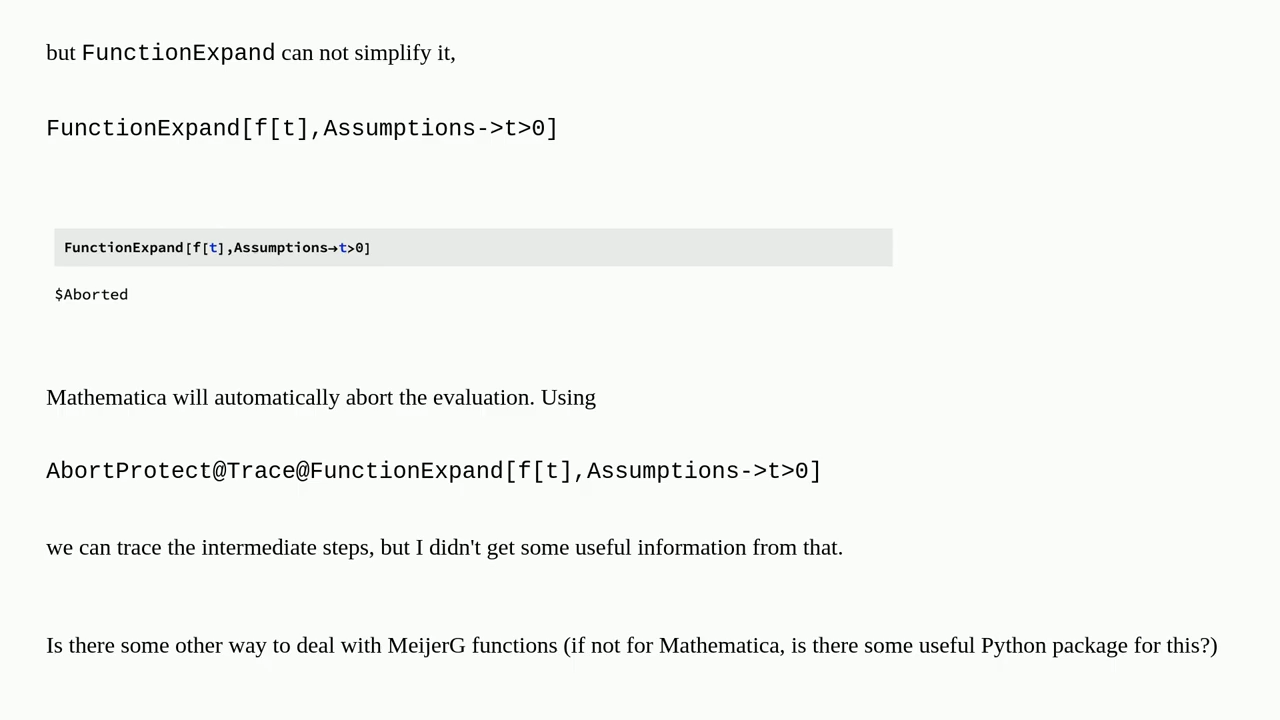 but FunctionExpand can not simplify it,
FunctionExpand[f[t],Assumptions->t>0]
FunctionExpand[f[t],Assumptions→t>0]
$Aborted
Mathematica will automatically abort the evaluation. Using
AbortProtect@Trace@FunctionExpand[f[t],Assumptions->t>0]
we can trace the intermediate steps, but I didn't get some useful information from that.
Is there some other way to deal with MeijerG functions (if not for Mathematica, is there some useful Python package for this?)